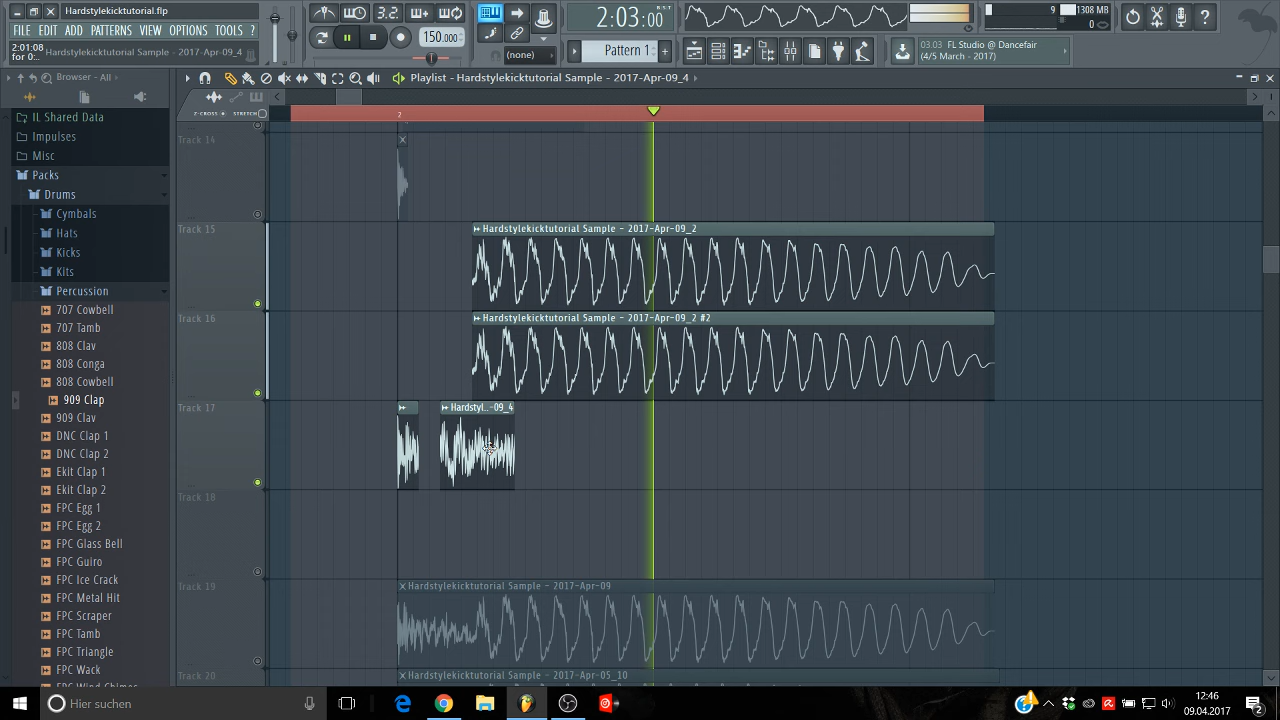 Hardstylekicktutorial.flp
FILE EDIT ADD PATTERNS VIEW OPTIONS TOOLS ?
2:01:08
for 0...
Hardstylekicktutorial Sample - 2017-Apr-09_4
3.2
150.000
(none)
2:03:00
Pattern 1
9
1308 MB
0
03.03 FL Studio @ Dancefair
(4/5 March - 2017)
Browser - All
Playlist - Hardstylekicktutorial Sample - 2017-Apr-09_4
Z-CROSS
STRETCH
2
IL Shared Data
Impulses
Misc
Packs
Drums
Cymbals
Hats
Kicks
Kits
Percussion
707 Cowbell
707 Tamb
808 Clav
808 Conga
808 Cowbell
909 Clap
909 Clav
DNC Clap 1
DNC Clap 2
Ekit Clap 1
Ekit Clap 2
FPC Egg 1
FPC Egg 2
FPC Glass Bell
FPC Guiro
FPC Ice Crack
FPC Metal Hit
FPC Scraper
FPC Tamb
FPC Triangle
FPC Wack
FPC Wind Chimes
Track 14
Track 15
Hardstylekicktutorial Sample - 2017-Apr-09_2
Track 16
Hardstylekicktutorial Sample - 2017-Apr-09_2 #2
Track 17
Hardstyl..-09_4
Track 18
Track 19
Hardstylekicktutorial Sample - 2017-Apr-09
Track 20
Hardstylekicktutorial Sample - 2017-Apr-05_10
Hier suchen
12:46
09.04.2017
2